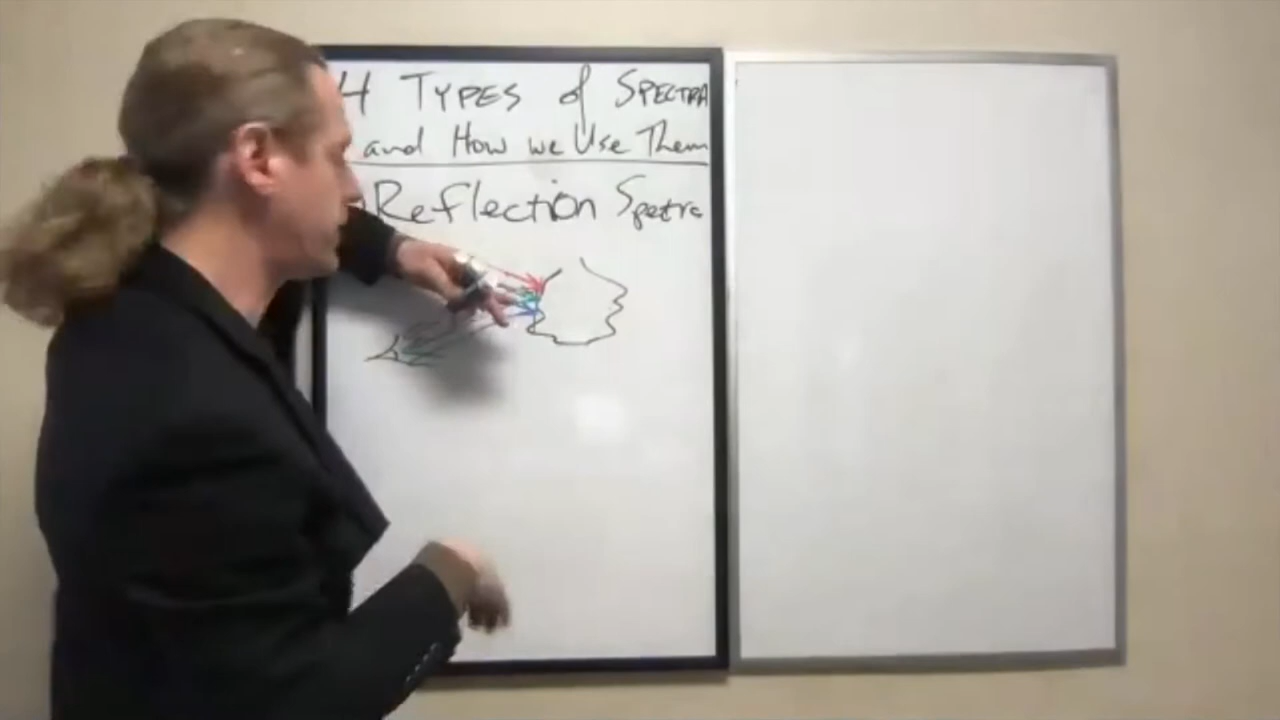 4 TYPES of SPECTRA
and How we Use Them
Reflection Spectra